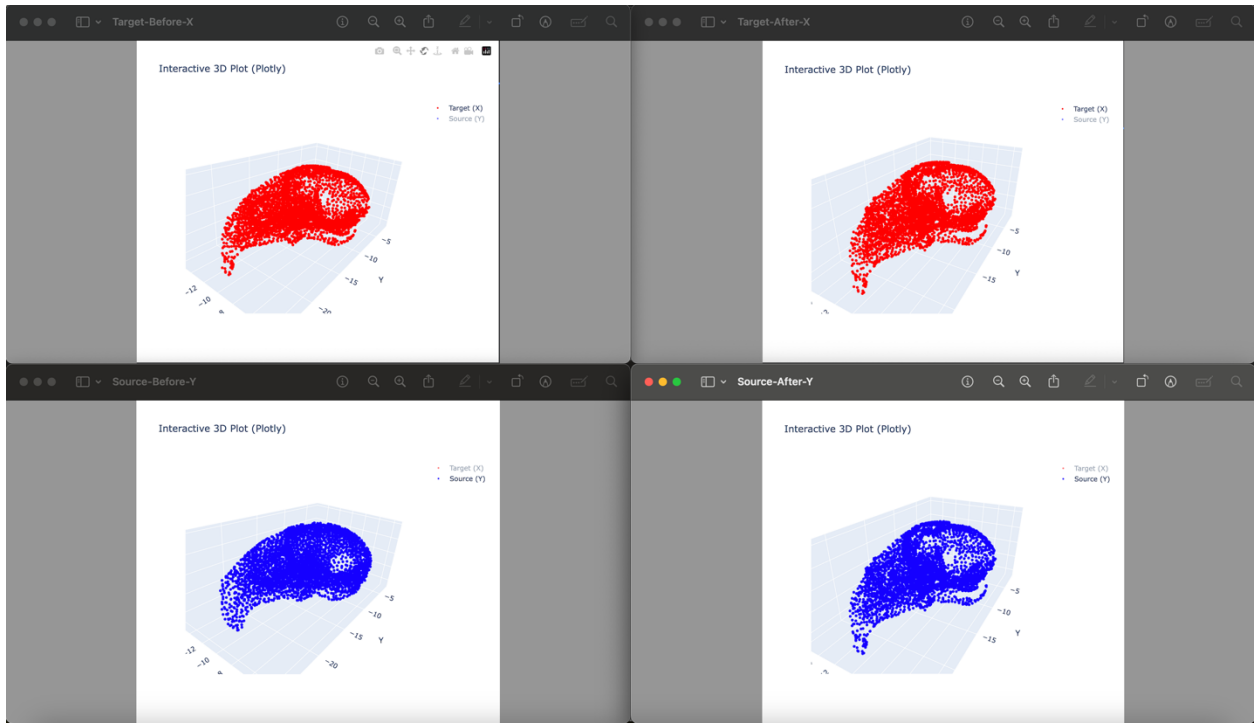 Target-Before-X
Interactive 3D Plot (Plotly)
Target (X)
Source (Y)
−5
−10
−15
Y
−20
−12
−10
Target-After-X
Interactive 3D Plot (Plotly)
Target (X)
Source (Y)
−5
−10
−15
Y
Source-Before-Y
Interactive 3D Plot (Plotly)
Target (X)
Source (Y)
−5
−10
−15
Y
−20
−12
−10
Source-After-Y
Interactive 3D Plot (Plotly)
Target (X)
Source (Y)
−5
−10
−15
Y